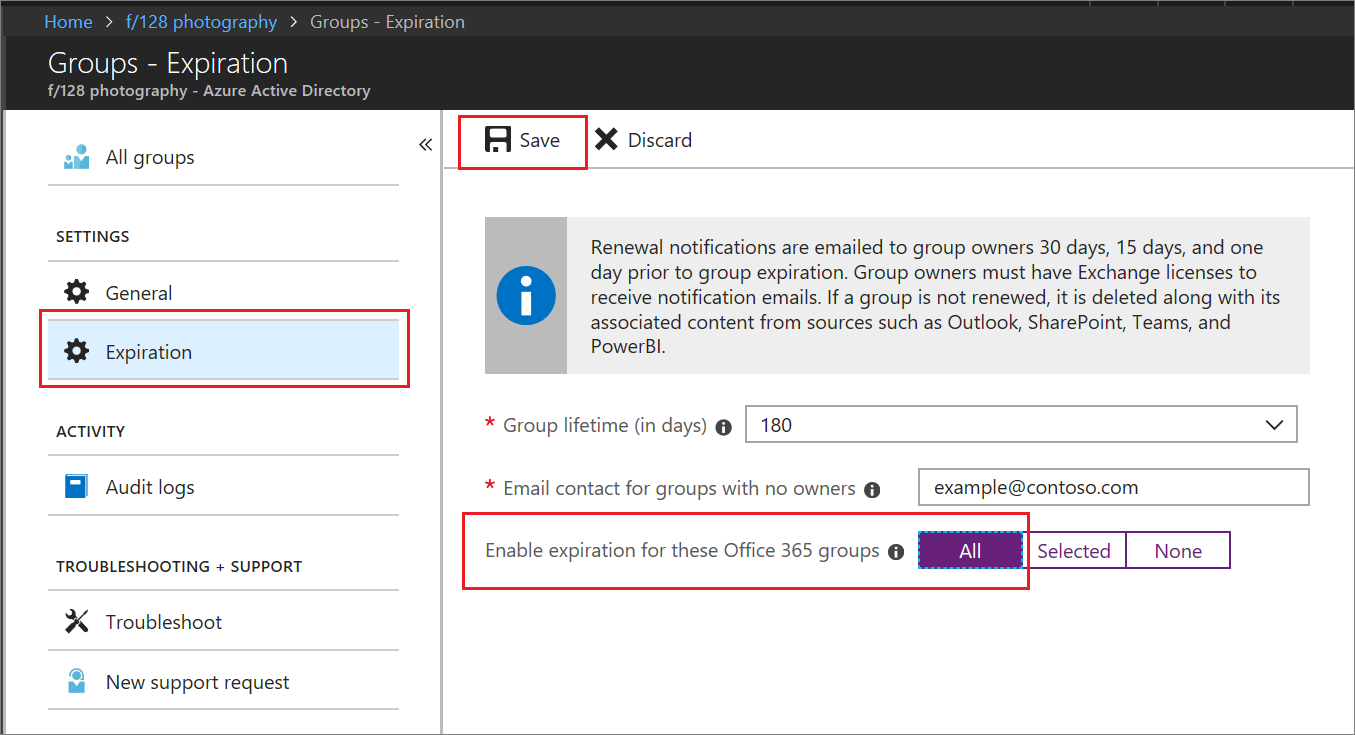 Home > f/128 photography > Groups - Expiration
Groups - Expiration
f/128 photography - Azure Active Directory
«
All groups
SETTINGS
General
Expiration
ACTIVITY
Audit logs
TROUBLESHOOTING + SUPPORT
Troubleshoot
New support request
Save Discard
Renewal notifications are emailed to group owners 30 days, 15 days, and one
day prior to group expiration. Group owners must have Exchange licenses to
receive notification emails. If a group is not renewed, it is deleted along with its
associated content from sources such as Outlook, SharePoint, Teams, and
PowerBI.
* Group lifetime (in days) 180
* Email contact for groups with no owners example@contoso.com
Enable expiration for these Office 365 groups All Selected None